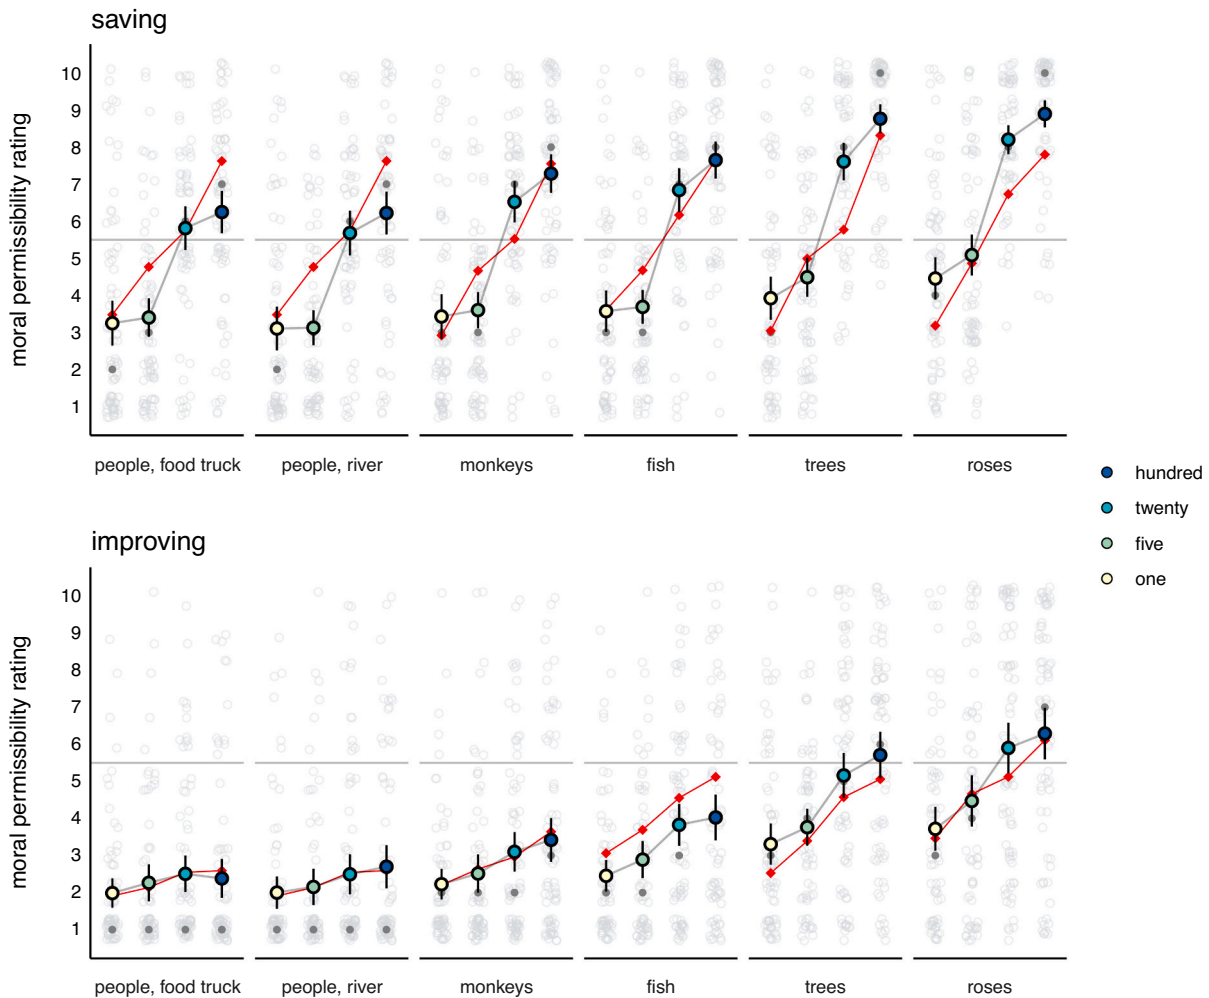 saving
moral permissibility rating
10
9
8
7
6
5
4
3
2
1
people, food truck
people, river
monkeys
fish
trees
roses
hundred
twenty
five
one
improving
moral permissibility rating
10
9
8
7
6
5
4
3
2
1
people, food truck
people, river
monkeys
fish
trees
roses